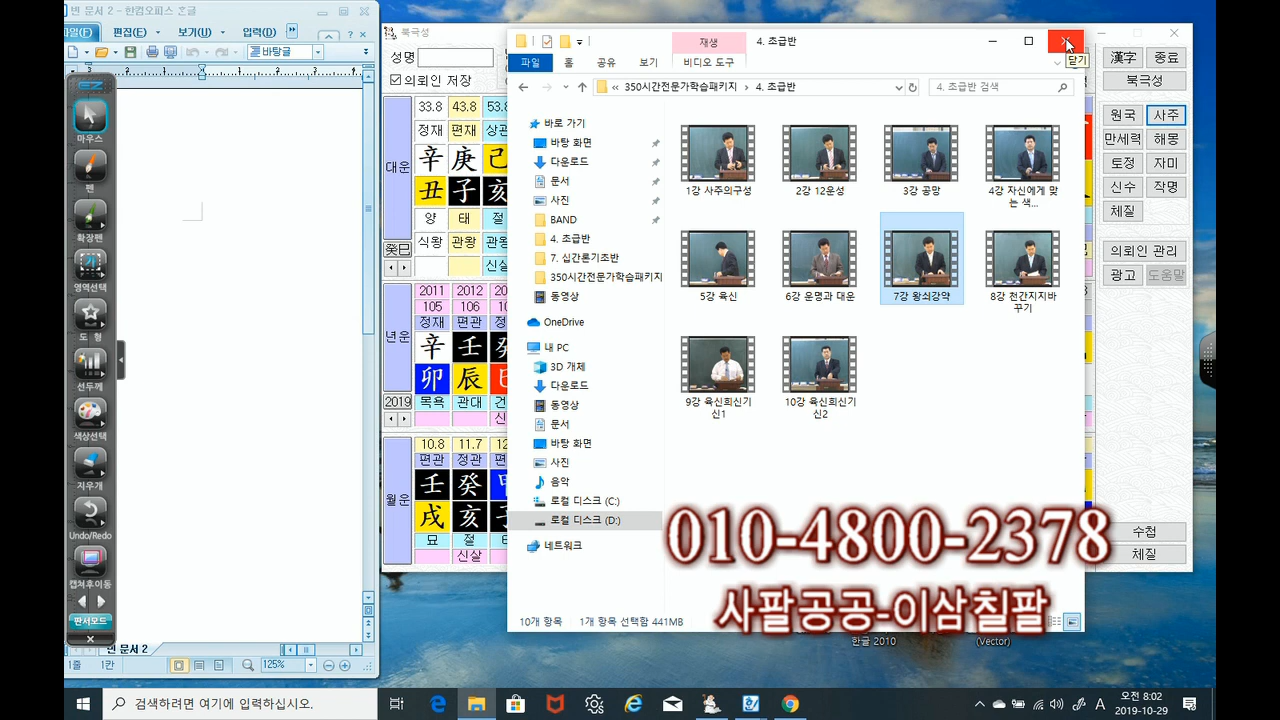 빈 문서 2 - 한컴오피스 한글
파일(F) 편집(E) 보기(U) 입력(D)
바탕글
마우스
펜
확장펜
영역선택
도 형
선두께
색상선택
지우개
Undo/Redo
캡쳐후이동
판서모드
빈 문서 2
1줄 1칸 125%
북극성
성명
의뢰인 저장
대운
33.8 43.8 53.8
정재 편재 상관
辛 庚 己
丑 子 亥
양 태 절
식왕 관왕 관왕
신살
癸巳
년운
2011 2012
105 106
정재 편관
辛 壬
卯 辰
2019 목욕 관대
월운
10.8 11.7
편관 정관
壬 癸
戌 亥
묘 절
신살
재생
4. 초급반
닫기
파일 홈 공유 보기 비디오 도구
« 350시간전문가학습패키지 › 4. 초급반
4. 초급반 검색
바로 가기
바탕 화면
다운로드
문서
사진
BAND
4. 초급반
7. 십간론기초반
350시간전문가학습패키지
동영상
OneDrive
내 PC
3D 개체
다운로드
동영상
문서
바탕 화면
사진
음악
로컬 디스크 (C:)
로컬 디스크 (D:)
네트워크
1강 사주의구성
2강 12운성
3강 공망
4강 자신에게 맞는 색...
5강 육신
6강 운명과 대운
7강 왕쇠강약
8강 천간지지바꾸기
9강 육신희신기신1
10강 육신희신기신2
10개 항목 1개 항목 선택함 441MB
漢字 종료
북극성
원국 사주
만세력 해몽
토정 자미
신수 작명
체질
의뢰인 관리
광고 도움말
수첩
체질
010-4800-2378
사팔공공-이삼칠팔
한글 2010
(Vector)
검색하려면 여기에 입력하십시오.
A
오전 8:02
2019-10-29